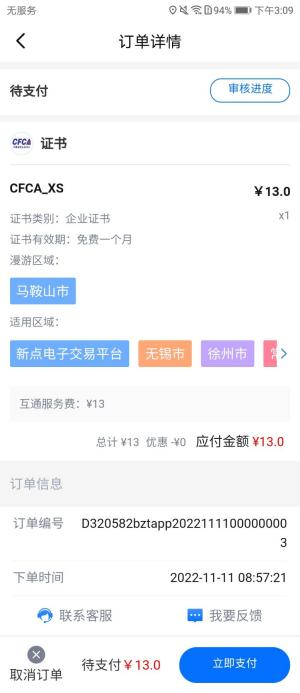 无服务 94% 下午3:09
订单详情
待支付 审核进度
CFCA 证书
CFCA_XS ￥13.0
证书类别：企业证书 x1
证书有效期：免费一个月
漫游区域：
马鞍山市
适用区域：
新点电子交易平台 无锡市 徐州市
互通服务费：¥13
总计 ¥13 优惠 -¥0 应付金额 ¥13.0
订单信息
订单编号 D320582bztapp2022111100000000
3
下单时间 2022-11-11 08:57:21
联系客服 我要反馈
取消订单 待支付 ￥13.0 立即支付